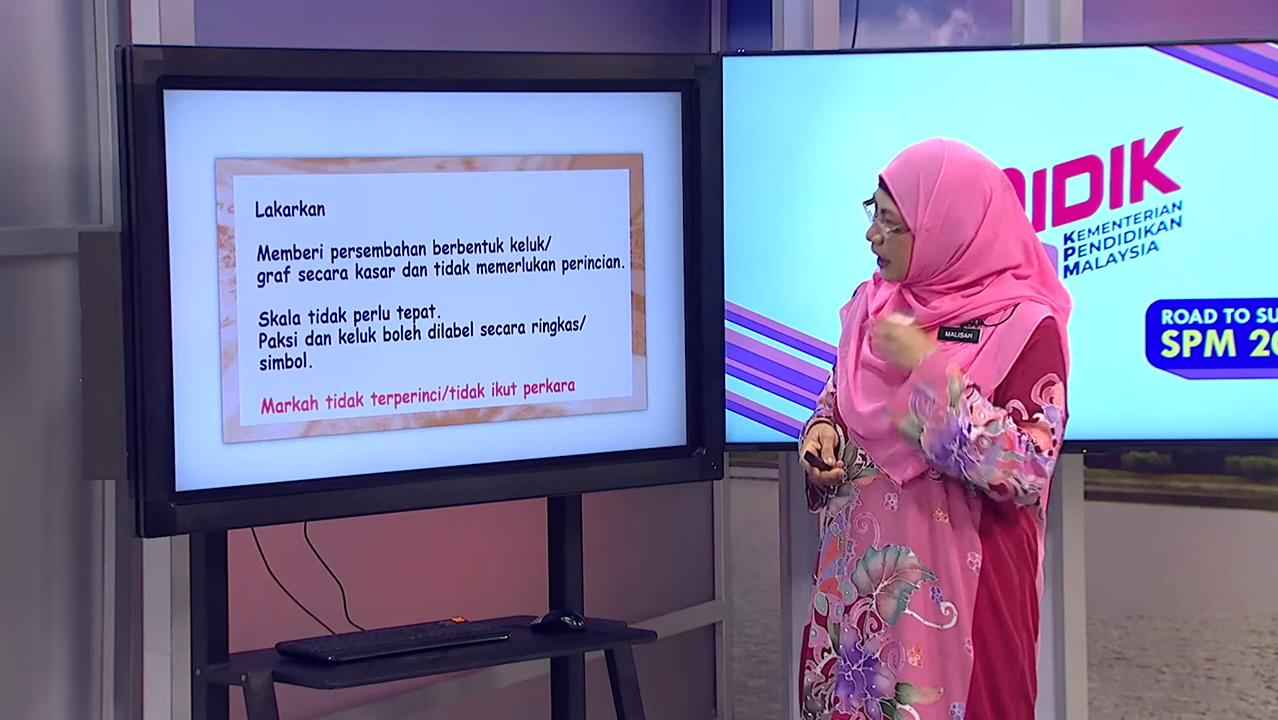 Lakarkan
Memberi persembahan berbentuk keluk/
graf secara kasar dan tidak memerlukan perincian.
Skala tidak perlu tepat.
Paksi dan keluk boleh dilabel secara ringkas/
simbol.
Markah tidak terperinci/tidak ikut perkara
IDIK
KEMENTERIAN
PENDIDIKAN
MALAYSIA
ROAD TO SU
SPM 20
MALISAH